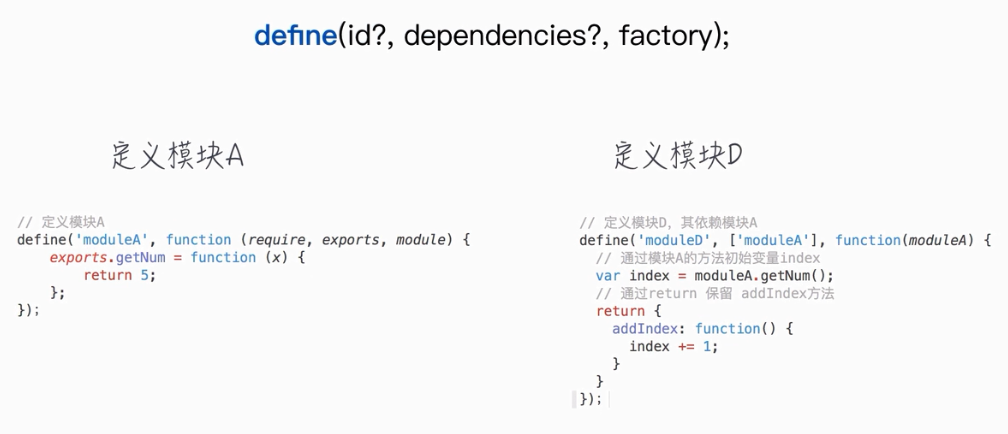 define(id?, dependencies?, factory);
定义模块A
// 定义模块A
define('moduleA', function (require, exports, module) {
    exports.getNum = function (x) {
        return 5;
    };
});
定义模块D
// 定义模块D，其依赖模块A
define('moduleD', ['moduleA'], function(moduleA) {
  // 通过模块A的方法初始变量index
  var index = moduleA.getNum();
  // 通过return 保留 addIndex方法
  return {
    addIndex: function() {
      index += 1;
    }
  }
});